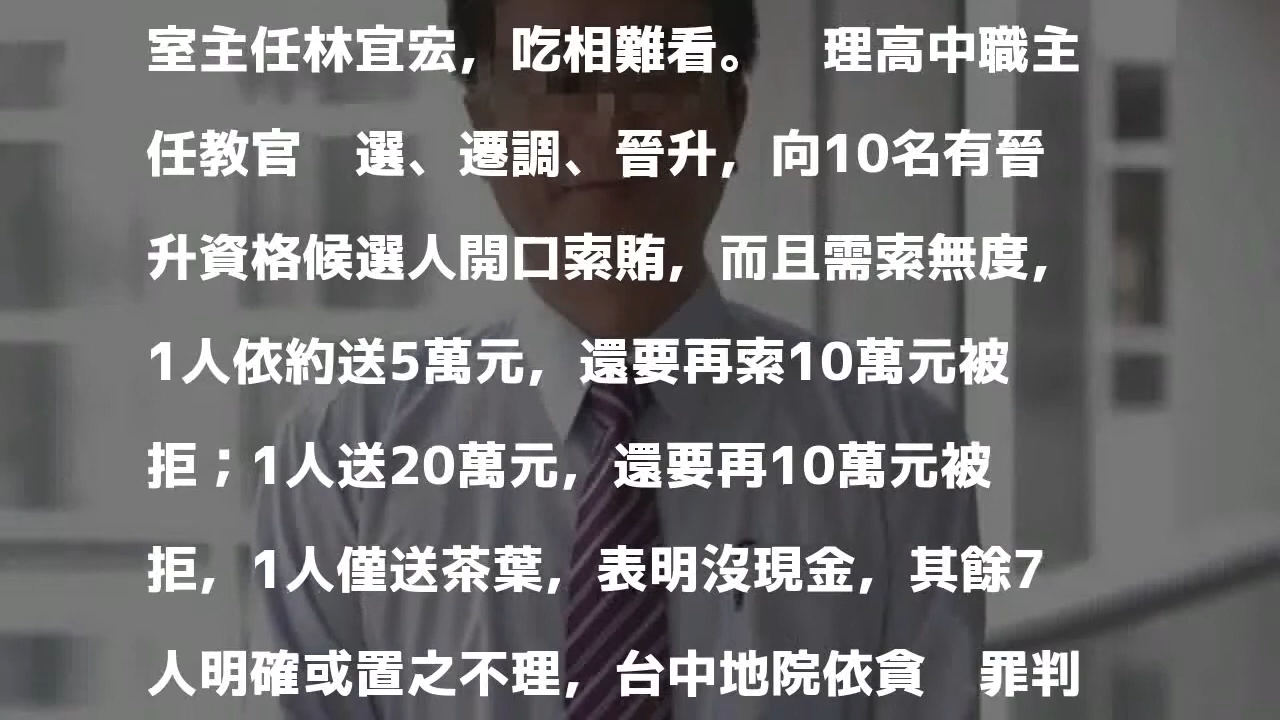 室主任林宜宏，吃相難看。　理高中職主
任教官　選、遷調、晉升，向10名有晉
升資格候選人開口索賄，而且需索無度，
1人依約送5萬元，還要再索10萬元被
拒；1人送20萬元，還要再10萬元被
拒，1人僅送茶葉，表明沒現金，其餘7
人明確或置之不理，台中地院依貪　罪判